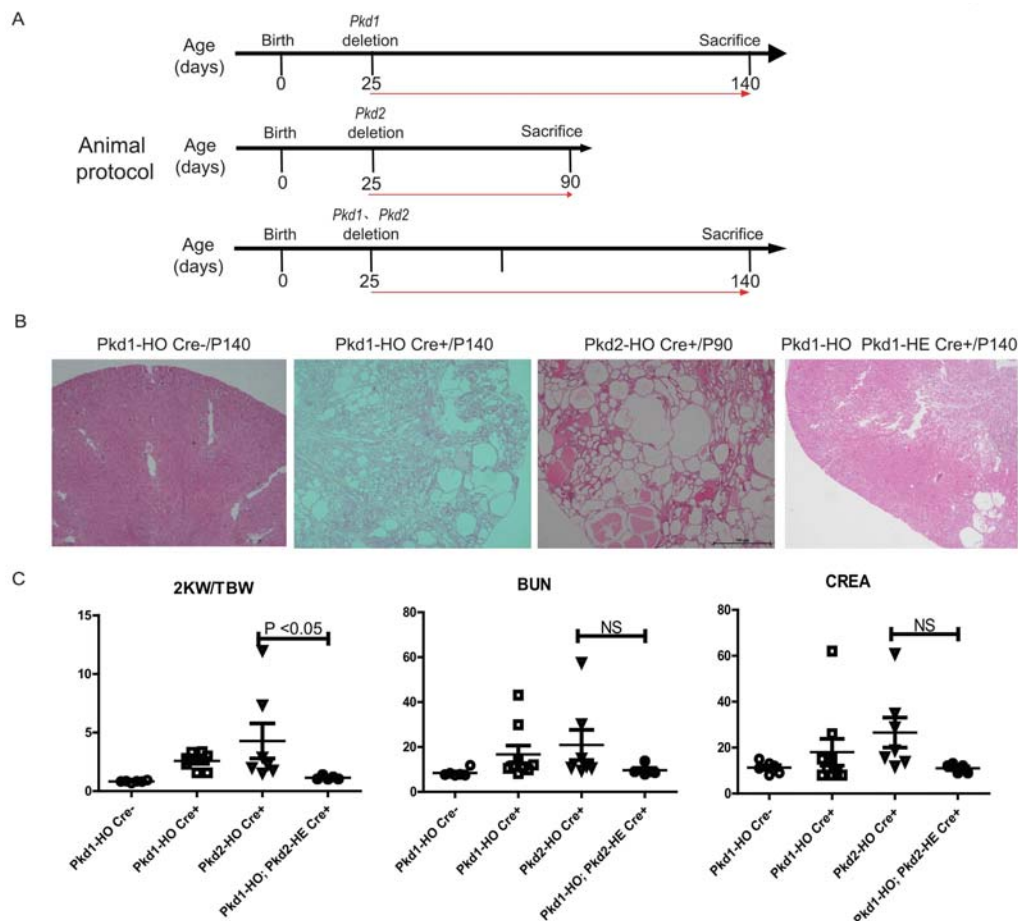 A
Pkd1
Birth deletion Sacrifice
Age
(days)
0 25 140
Pkd2
Birth deletion Sacrifice
Animal
protocol
Age
(days)
0 25 90
Pkd1、Pkd2
Birth deletion Sacrifice
Age
(days)
0 25 140
B
Pkd1-HO Cre-/P140 Pkd1-HO Cre+/P140 Pkd2-HO Cre+/P90 Pkd1-HO Pkd1-HE Cre+/P140
C
2KW/TBW
P <0.05
15
10
5
0
Pkd1-HO Cre-
Pkd1-HO Cre+
Pkd2-HO Cre+
Pkd1-HO; Pkd2-HE Cre+
BUN
NS
80
60
40
20
0
Pkd1-HO Cre-
Pkd1-HO Cre+
Pkd2-HO Cre+
Pkd1-HO; Pkd2-HE Cre+
CREA
NS
80
60
40
20
0
Pkd1-HO Cre-
Pkd1-HO Cre+
Pkd2-HO Cre+
Pkd1-HO; Pkd2-HE Cre+